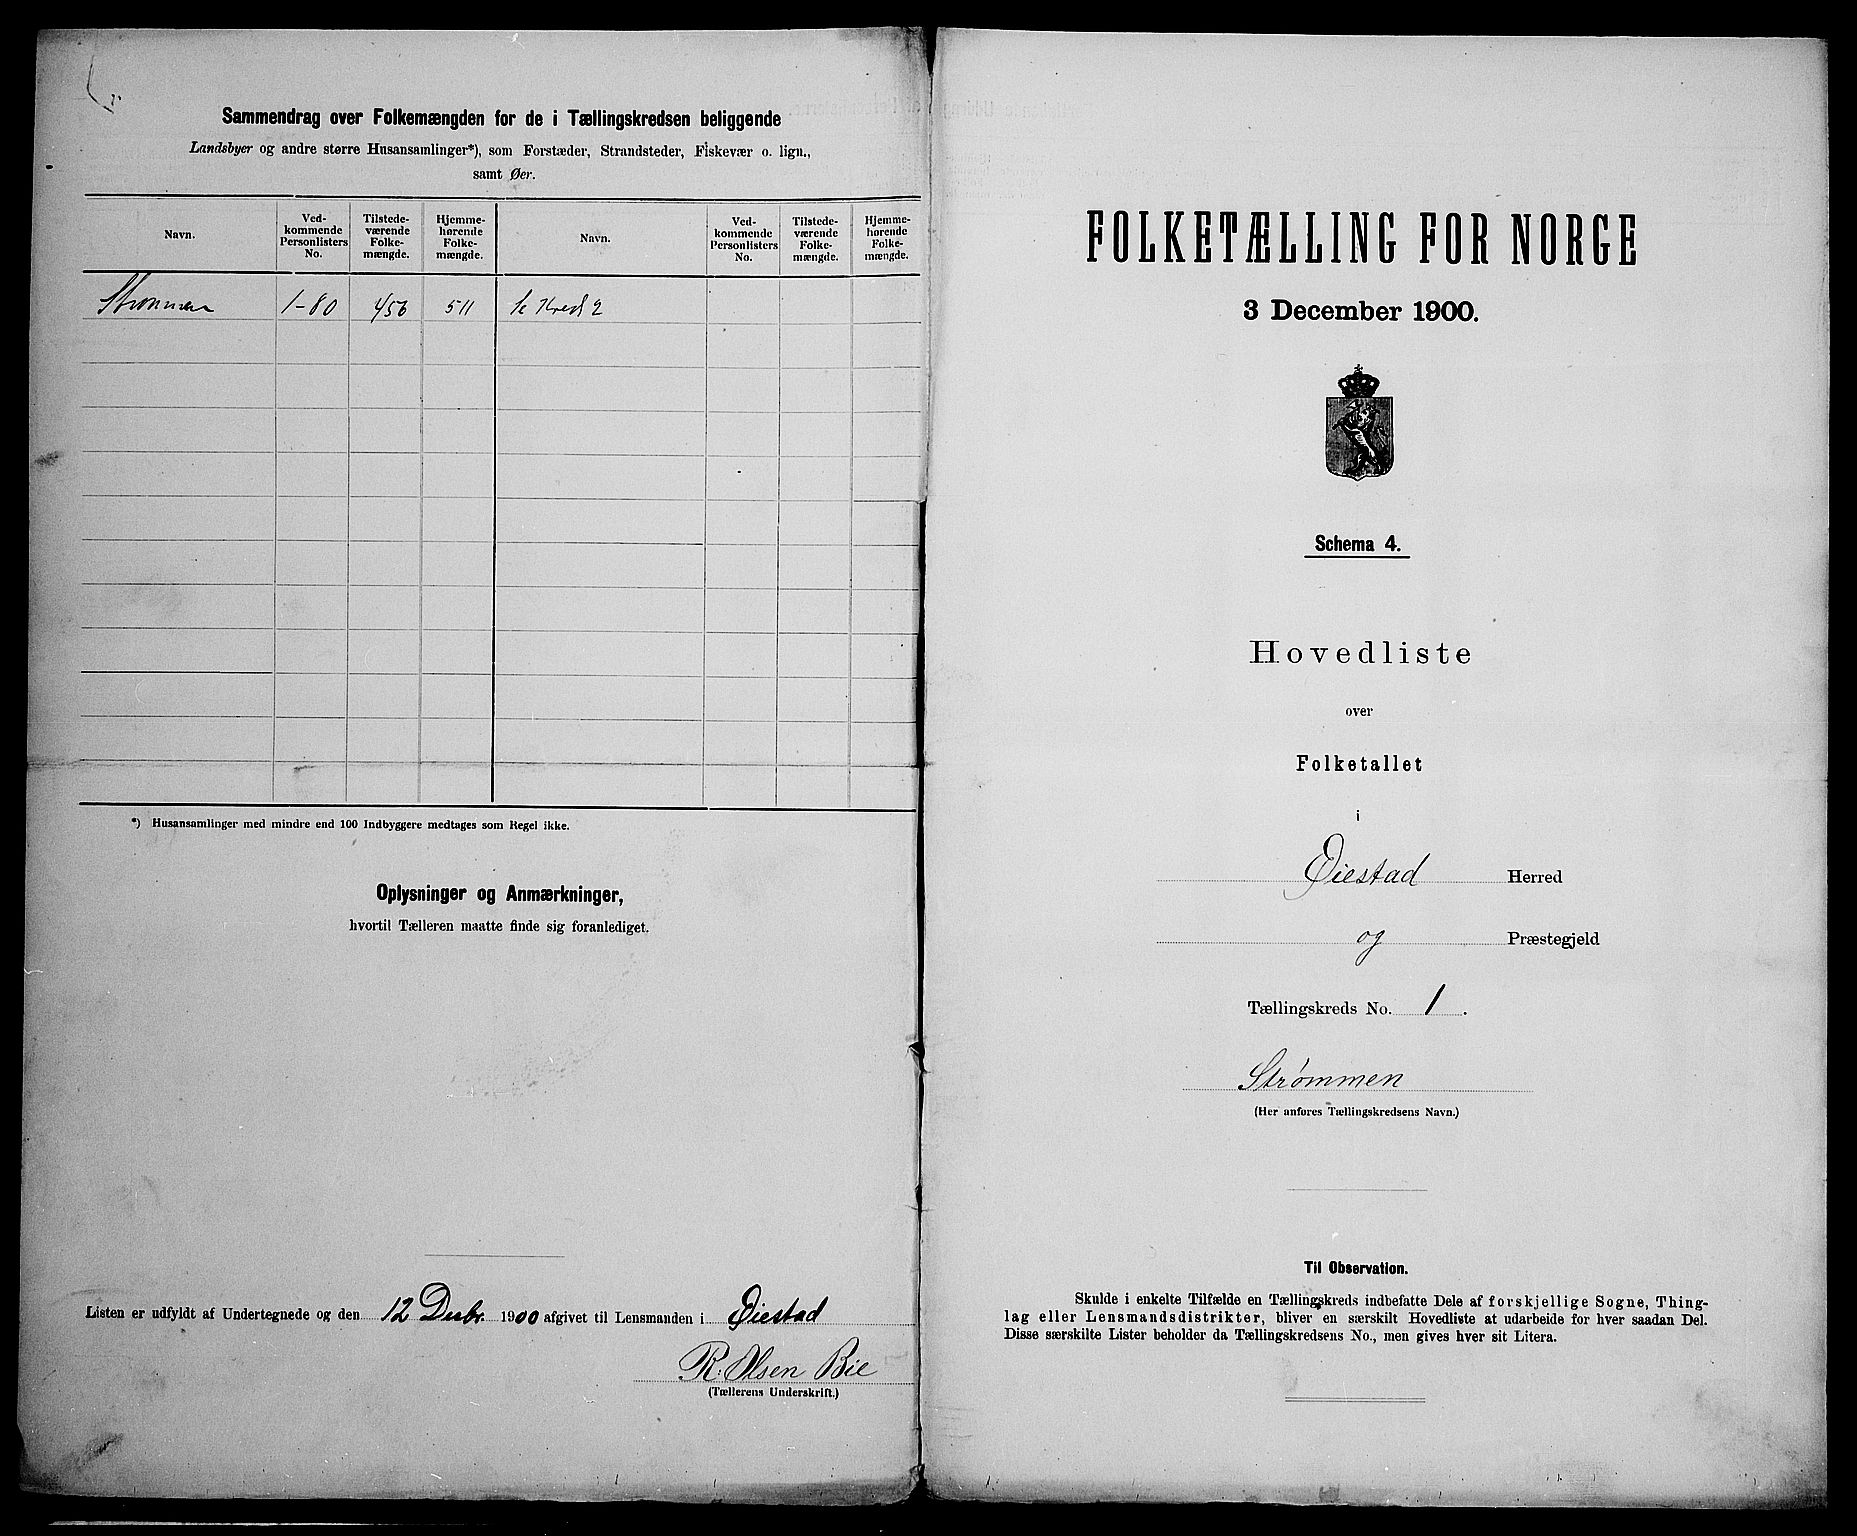 Sammendrag over Folkemængden for de i Tællingskredsen beliggende
Landsbyer og andre større Husansamlinger*), som Forstæder, Strandsteder, Fiskevær o. lign.,
samt Øer.
Navn. Ved-kommende Personlisters No. Tilstede-værende Folke-mængde. Hjemme-hørende Folke-mængde. Navn. Ved-kommende Personlisters No. Tilstede-værende Folke-mængde. Hjemme-hørende Folke-mængde.
Strømmen 1-80 456 511 Kreds 2
*) Husansamlinger med mindre end 100 Indbyggere medtages som Regel ikke.
Oplysninger og Anmærkninger,
hvortil Tælleren maatte finde sig foranlediget.
Listen er udfyldt af Undertegnede og den 12 Decbr. 1900 afgivet til Lensmanden i Øiestad
R. Olsen Bie
(Tællerens Underskrift.)
FOLKETÆLLING FOR NORGE
3 December 1900.
Schema 4.
Hovedliste
over
Folketallet
i
Øiestad Herred
og Præstegjeld
Tællingskreds No. 1.
Strømmen
(Her anføres Tællingskredsens Navn.)
Til Observation.
Skulde i enkelte Tilfælde en Tællingskreds indbefatte Dele af forskjellige Sogne, Thing-
lag eller Lensmandsdistrikter, bliver en særskilt Hovedliste at udarbeide for hver saadan Del.
Disse særskilte Lister beholder da Tællingskredsens No., men gives hver sit Litera.